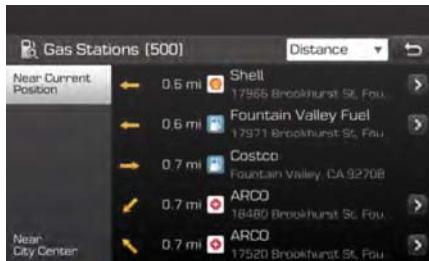 Gas Stations (500)
Distance
Near Current
Position
0.6 mi Shell
17966 Brookhurst St, Fou..
0.6 mi Fountain Valley Fuel
17971 Brookhurst St, Fou..
0.7 mi Costco
Fountain Valley, CA 92708
0.7 mi ARCO
18480 Brookhurst St, Fou..
0.7 mi ARCO
17520 Brookhurst St, Fou..
Near
City Center